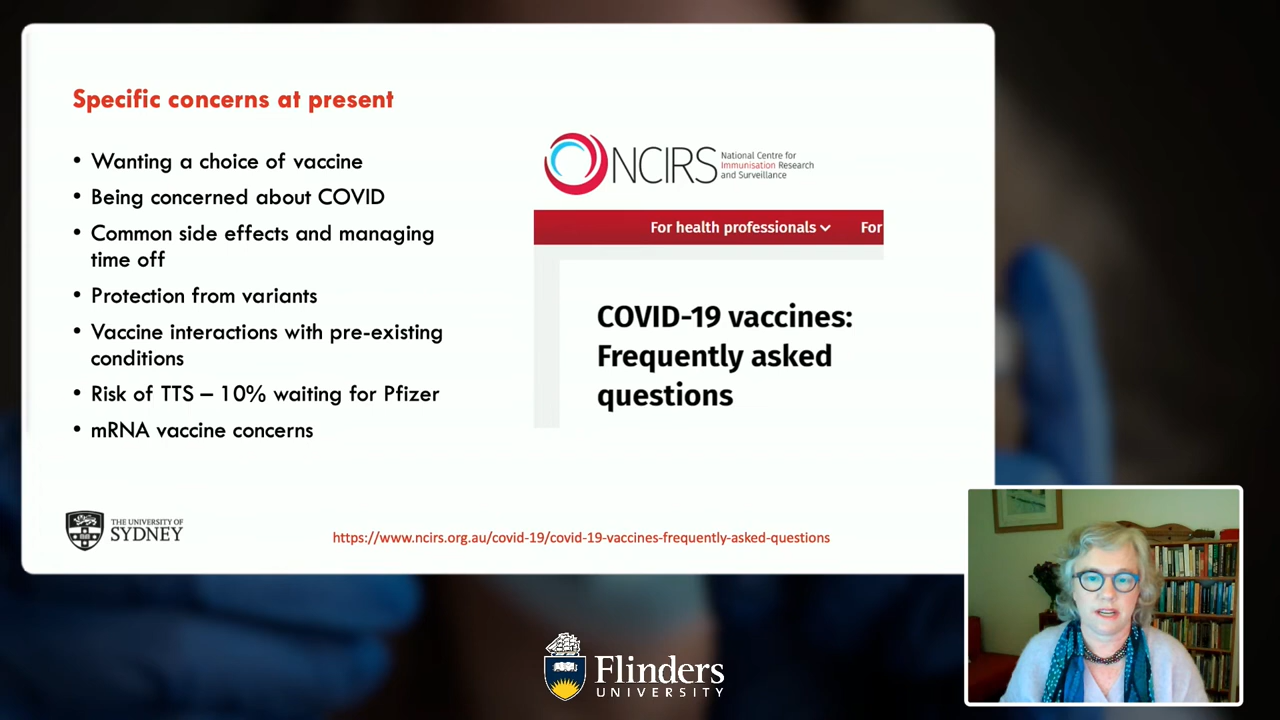 Specific concerns at present
• Wanting a choice of vaccine
• Being concerned about COVID
• Common side effects and managing
time off
• Protection from variants
• Vaccine interactions with pre-existing
conditions
• Risk of TTS – 10% waiting for Pfizer
• mRNA vaccine concerns
NCIRS
National Centre for
Immunisation Research
and Surveillance
For health professionals
For
COVID-19 vaccines:
Frequently asked
questions
THE UNIVERSITY OF
SYDNEY
https://www.ncirs.org.au/covid-19/covid-19-vaccines-frequently-asked-questions
Flinders
UNIVERSITY